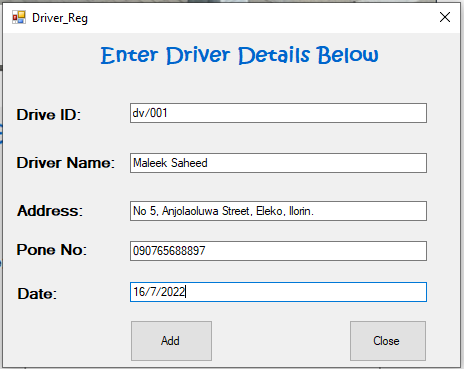 Driver_Reg
Enter Driver Details Below
Drive ID: dv/001
Driver Name: Maleek Saheed
Address: No 5, Anjolaoluwa Street, Eleko, Ilorin.
Pone No: 090765688897
Date: 16/7/2022
Add Close